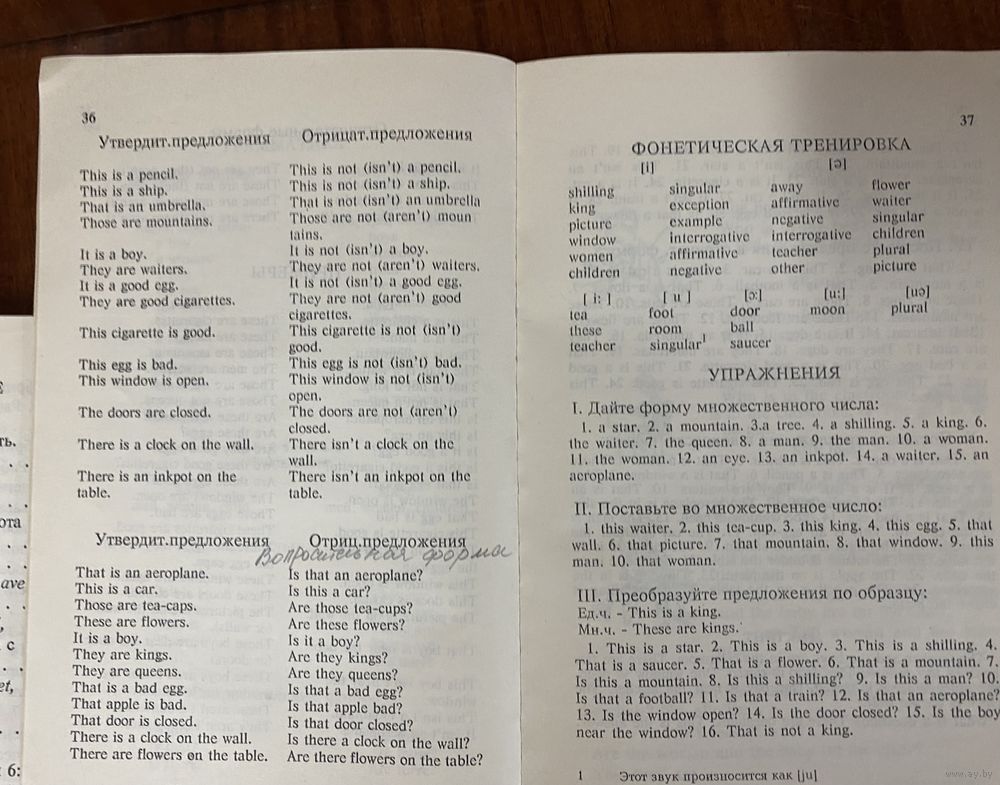 36
Утвердит.предложения Отрицат.предложения
This is a pencil. This is not (isn't) a pencil.
This is a ship. This is not (isn't) a ship.
That is an umbrella. That is not (isn't) an umbrella
Those are mountains. Those are not (aren't) moun
tains.
It is a boy. It is not (isn't) a boy.
They are waiters. They are not (aren't) waiters.
It is a good egg. It is not (isn't) a good egg.
They are good cigarettes. They are not (aren't) good
cigarettes.
This cigarette is good. This cigarette is not (isn't)
good.
This egg is bad. This egg is not (isn't) bad.
This window is open. This window is not (isn't)
open.
The doors are closed. The doors are not (aren't)
closed.
There is a clock on the wall. There isn't a clock on the
wall.
There is an inkpot on the There isn't an inkpot on the
table. table.
Утвердит.предложения Отриц.предложения
Вопросительная форма
That is an aeroplane. Is that an aeroplane?
This is a car. Is this a car?
Those are tea-caps. Are those tea-cups?
These are flowers. Are these flowers?
It is a boy. Is it a boy?
They are kings. Are they kings?
They are queens. Are they queens?
That is a bad egg. Is that a bad egg?
That apple is bad. Is that apple bad?
That door is closed. Is that door closed?
There is a clock on the wall. Is there a clock on the wall?
There are flowers on the table. Are there flowers on the table?
37
ФОНЕТИЧЕСКАЯ ТРЕНИРОВКА
[i] [ə]
shilling singular away flower
king exception affirmative waiter
picture example negative singular
window interrogative interrogative children
women affirmative teacher plural
children negative other picture
[ i: ] [ u ] [ɔ:] [u:] [uə]
tea foot door moon plural
these room ball
teacher singular¹ saucer
УПРАЖНЕНИЯ
I. Дайте форму множественного числа:
1. a star. 2. a mountain. 3.a tree. 4. a shilling. 5. a king. 6.
the waiter. 7. the queen. 8. a man. 9. the man. 10. a woman.
11. the woman. 12. an eye. 13. an inkpot. 14. a waiter. 15. an
aeroplane.
II. Поставьте во множественное число:
1. this waiter. 2. this tea-cup. 3. this king. 4. this egg. 5. that
wall. 6. that picture. 7. that mountain. 8. that window. 9. this
man. 10. that woman.
III. Преобразуйте предложения по образцу:
Ед.ч. - This is a king.
Мн.ч. - These are kings.
1. This is a star. 2. This is a boy. 3. This is a shilling. 4.
That is a saucer. 5. That is a flower. 6. That is a mountain. 7.
Is this a mountain. 8. Is this a shilling? 9. Is this a man? 10.
Is that a football? 11. Is that a train? 12. Is that an aeroplane?
13. Is the window open? 14. Is the door closed? 15. Is the boy
near the window? 16. That is not a king.
1 Этот звук произносится как [ju]
www.ay.by